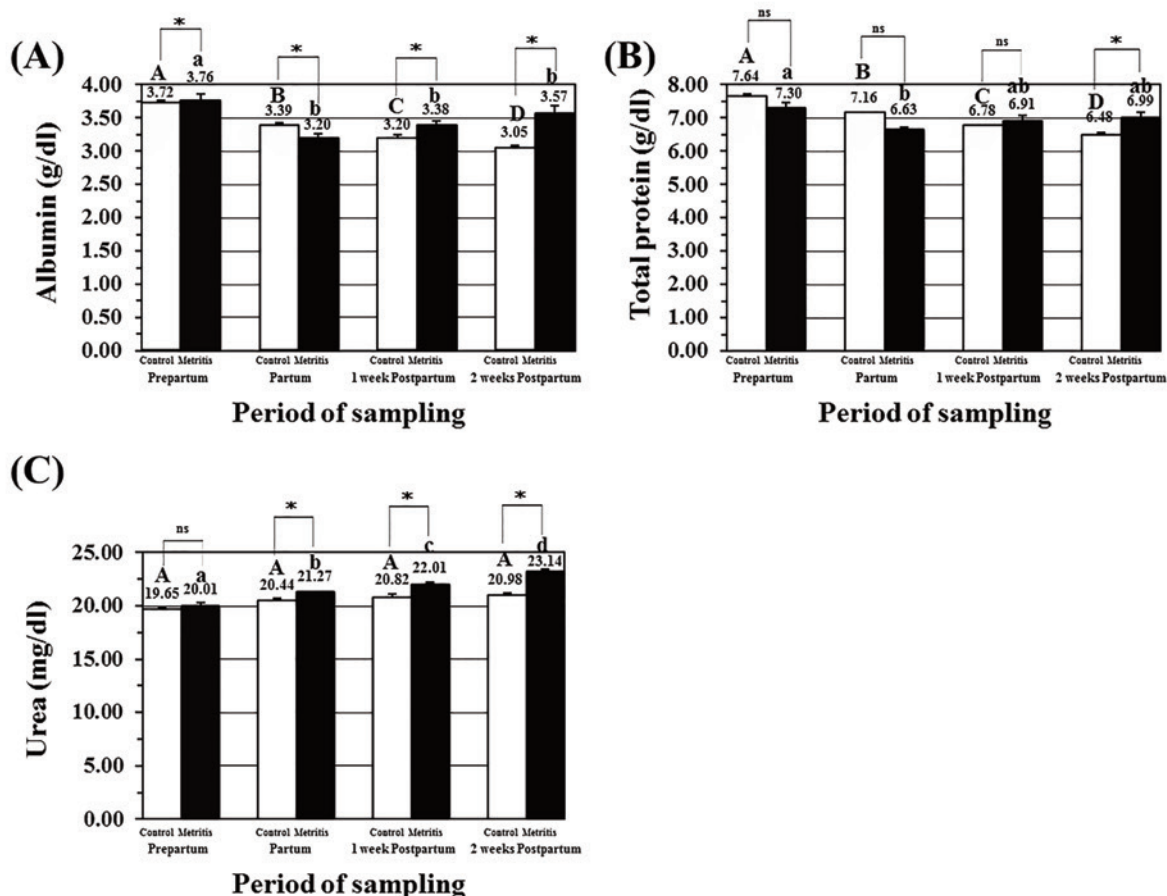 (A)
* * * *
A a B b C b D b
3.72 3.76 3.39 3.20 3.20 3.38 3.05 3.57
4.00
3.50
3.00
2.50
2.00
1.50
1.00
0.50
0.00
Albumin (g/dl)
Control Metritis Control Metritis Control Metritis Control Metritis
Prepartum Partum 1 week Postpartum 2 weeks Postpartum
Period of sampling
(B)
ns ns ns *
A a B b C ab D ab
7.64 7.30 7.16 6.63 6.78 6.91 6.48 6.99
8.00
7.00
6.00
5.00
4.00
3.00
2.00
1.00
0.00
Total protein (g/dl)
Control Metritis Control Metritis Control Metritis Control Metritis
Prepartum Partum 1 week Postpartum 2 weeks Postpartum
Period of sampling
(C)
ns * * *
A a A b A c A d
19.65 20.01 20.44 21.27 20.82 22.01 20.98 23.14
25.00
20.00
15.00
10.00
5.00
0.00
Urea (mg/dl)
Control Metritis Control Metritis Control Metritis Control Metritis
Prepartum Partum 1 week Postpartum 2 weeks Postpartum
Period of sampling